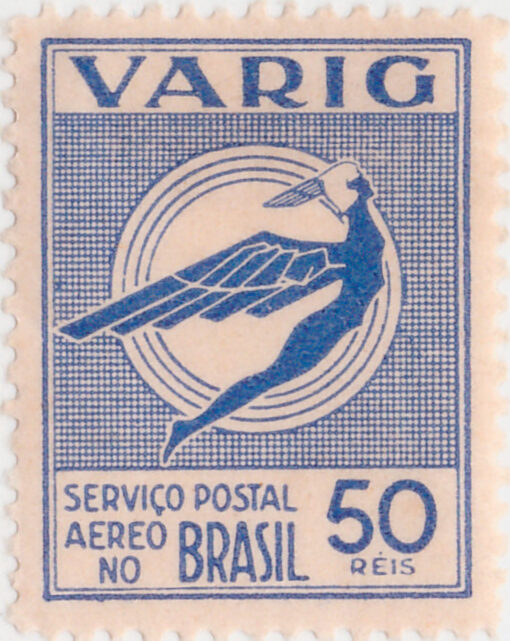 VARIG
SERVIÇO POSTAL
AEREO
NO BRASIL
50
RÉIS